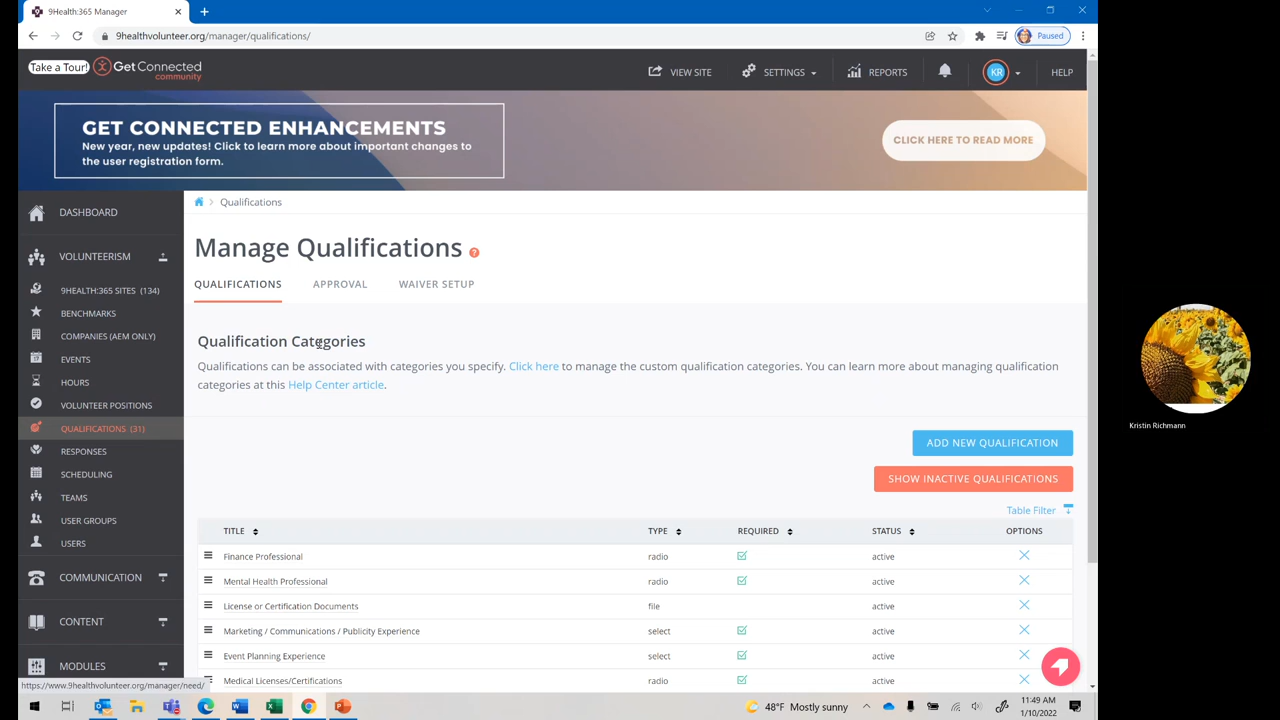 9Health:365 Manager
9healthvolunteer.org/manager/qualifications/
Paused
Take a Tour!
GetConnected
community
VIEW SITE
SETTINGS
REPORTS
KR
HELP
GET CONNECTED ENHANCEMENTS
New year, new updates! Click to learn more about important changes to
the user registration form.
CLICK HERE TO READ MORE
DASHBOARD
VOLUNTEERISM
9HEALTH:365 SITES (134)
BENCHMARKS
COMPANIES (AEM ONLY)
EVENTS
HOURS
VOLUNTEER POSITIONS
QUALIFICATIONS (31)
RESPONSES
SCHEDULING
TEAMS
USER GROUPS
USERS
COMMUNICATION
CONTENT
MODULES
Qualifications
Manage Qualifications ?
QUALIFICATIONS APPROVAL WAIVER SETUP
Qualification Categories
Qualifications can be associated with categories you specify. Click here to manage the custom qualification categories. You can learn more about managing qualification
categories at this Help Center article.
ADD NEW QUALIFICATION
SHOW INACTIVE QUALIFICATIONS
Table Filter
TITLE TYPE REQUIRED STATUS OPTIONS
Finance Professional radio active
Mental Health Professional radio active
License or Certification Documents file active
Marketing / Communications / Publicity Experience select active
Event Planning Experience select active
Medical Licenses/Certifications radio active
https://www.9healthvolunteer.org/manager/need/
48°F Mostly sunny
11:49 AM
1/10/2022
Kristin Richmann